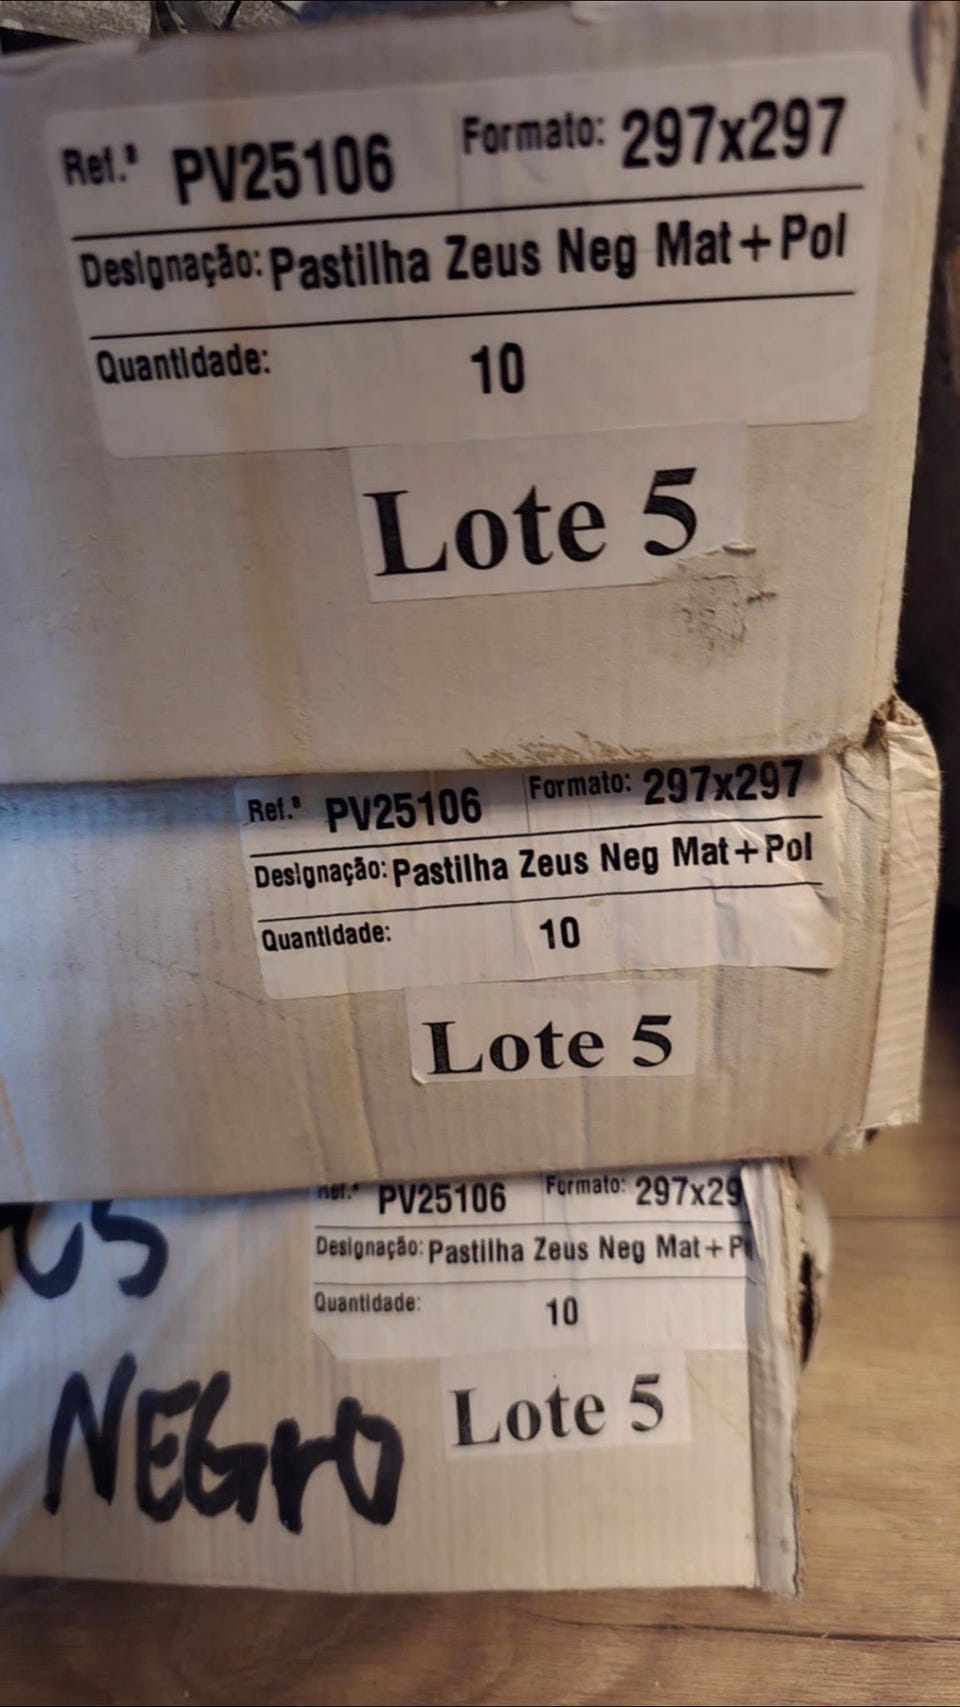 Ref.ª PV25106 Formato: 297x297
Designação: Pastilha Zeus Neg Mat+Pol
Quantidade: 10
Lote 5
Ref.ª PV25106 Formato: 297x297
Designação: Pastilha Zeus Neg Mat+Pol
Quantidade: 10
Lote 5
Ref.ª PV25106 Formato: 297x29
Designação: Pastilha Zeus Neg Mat+P
Quantidade: 10
Lote 5
NEGrO